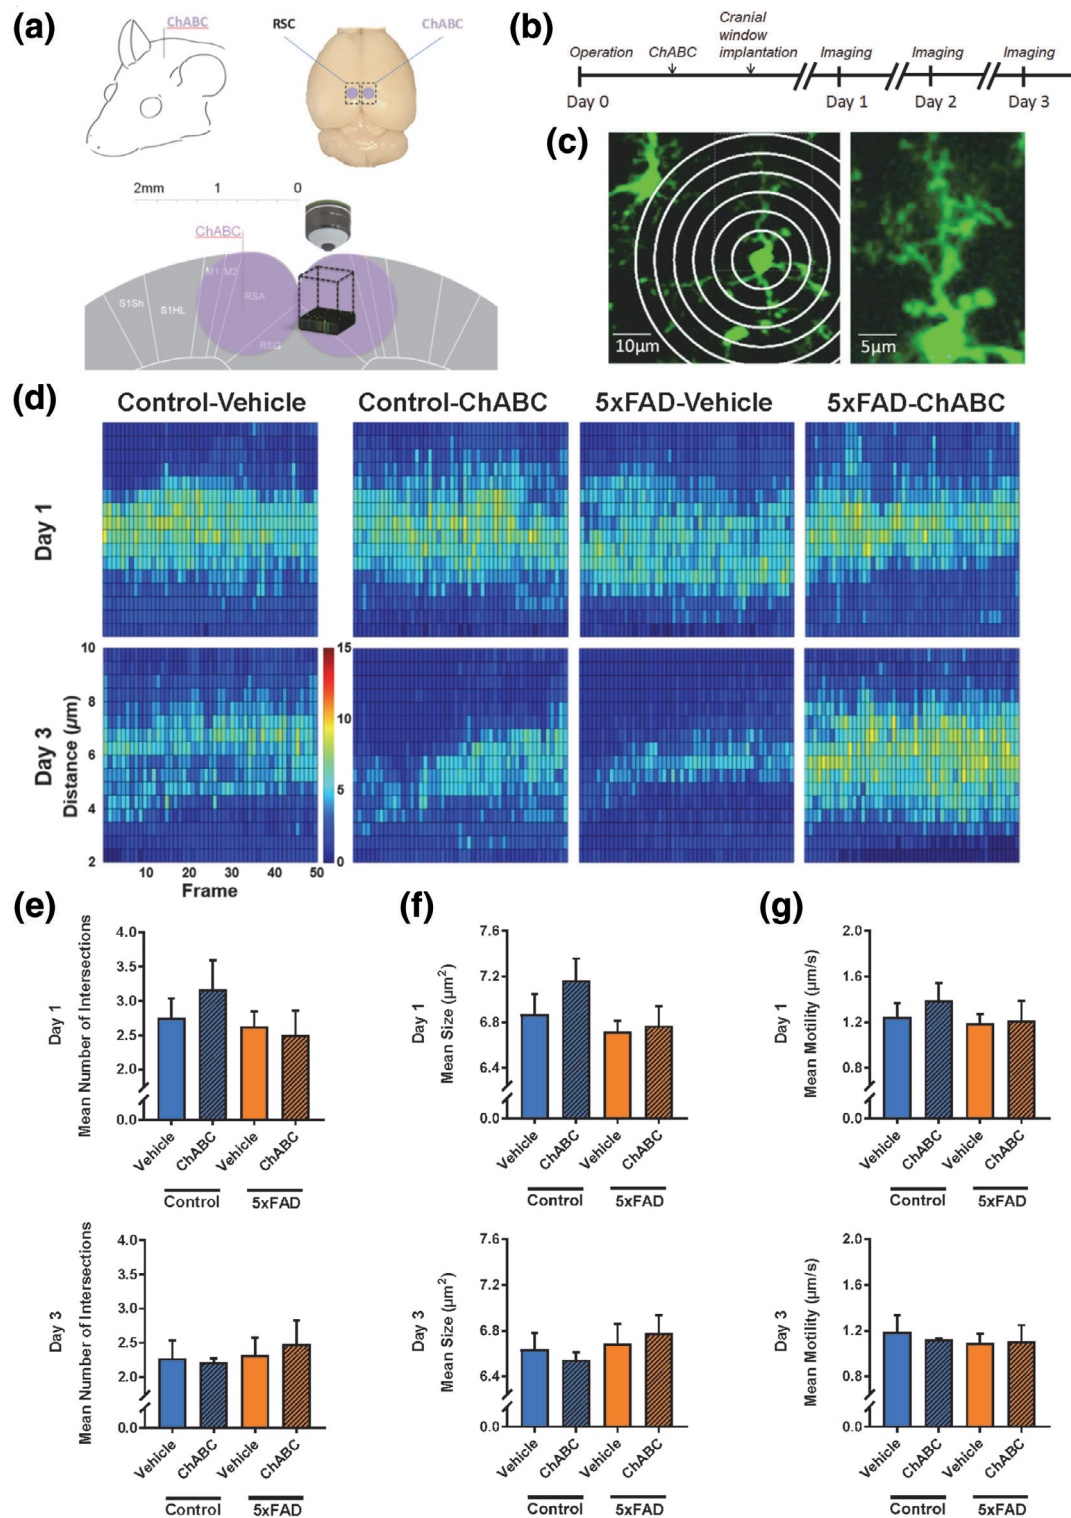 (a)
ChABC
RSC
ChABC
2mm 1 0
ChABC
M1 M2
S1Sh
S1HL
RSA
RSG
(b)
Operation
ChABC
Cranial
window
implantation
Imaging
Imaging
Imaging
Day 0
Day 1
Day 2
Day 3
(c)
10μm
5μm
(d)
Control-Vehicle
Control-ChABC
5xFAD-Vehicle
5xFAD-ChABC
Day 1
Day 3
Distance (μm)
10
8
6
4
2
10 20 30 40 50
Frame
15
10
5
0
(e)
Day 1
Mean Number of Intersections
4.0
3.5
3.0
2.5
2.0
0.0
Vehicle
ChABC
Vehicle
ChABC
Control
5xFAD
(f)
Day 1
Mean Size (μm²)
7.6
7.2
6.8
6.4
0.0
Vehicle
ChABC
Vehicle
ChABC
Control
5xFAD
(g)
Day 1
Mean Motility (μm/s)
2.0
1.6
1.2
0.8
0.0
Vehicle
ChABC
Vehicle
ChABC
Control
5xFAD
Day 3
Mean Number of Intersections
4.0
3.5
3.0
2.5
2.0
0.0
Vehicle
ChABC
Vehicle
ChABC
Control
5xFAD
Day 3
Mean Size (μm²)
7.6
7.2
6.8
6.4
0.0
Vehicle
ChABC
Vehicle
ChABC
Control
5xFAD
Day 3
Mean Motility (μm/s)
2.0
1.6
1.2
0.8
0.0
Vehicle
ChABC
Vehicle
ChABC
Control
5xFAD